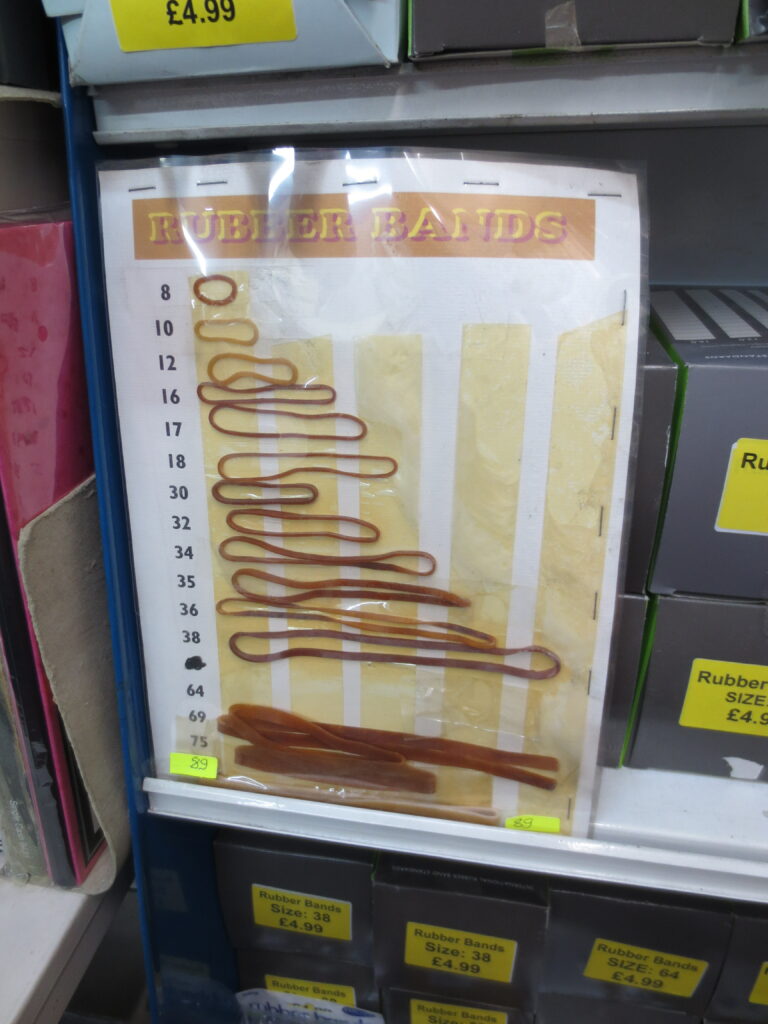 £4.99
RUBBER BANDS
8
10
12
16
17
18
30
32
34
35
36
38
64
69
75
89
89
Ru
Rubber
SIZE
£4.9
Rubber Bands
Size: 38
£4.99
Rubber Bands
Size: 38
£4.99
Rubber Bands
SIZE: 64
£4.99
Rubber Bands
Rubber Bands